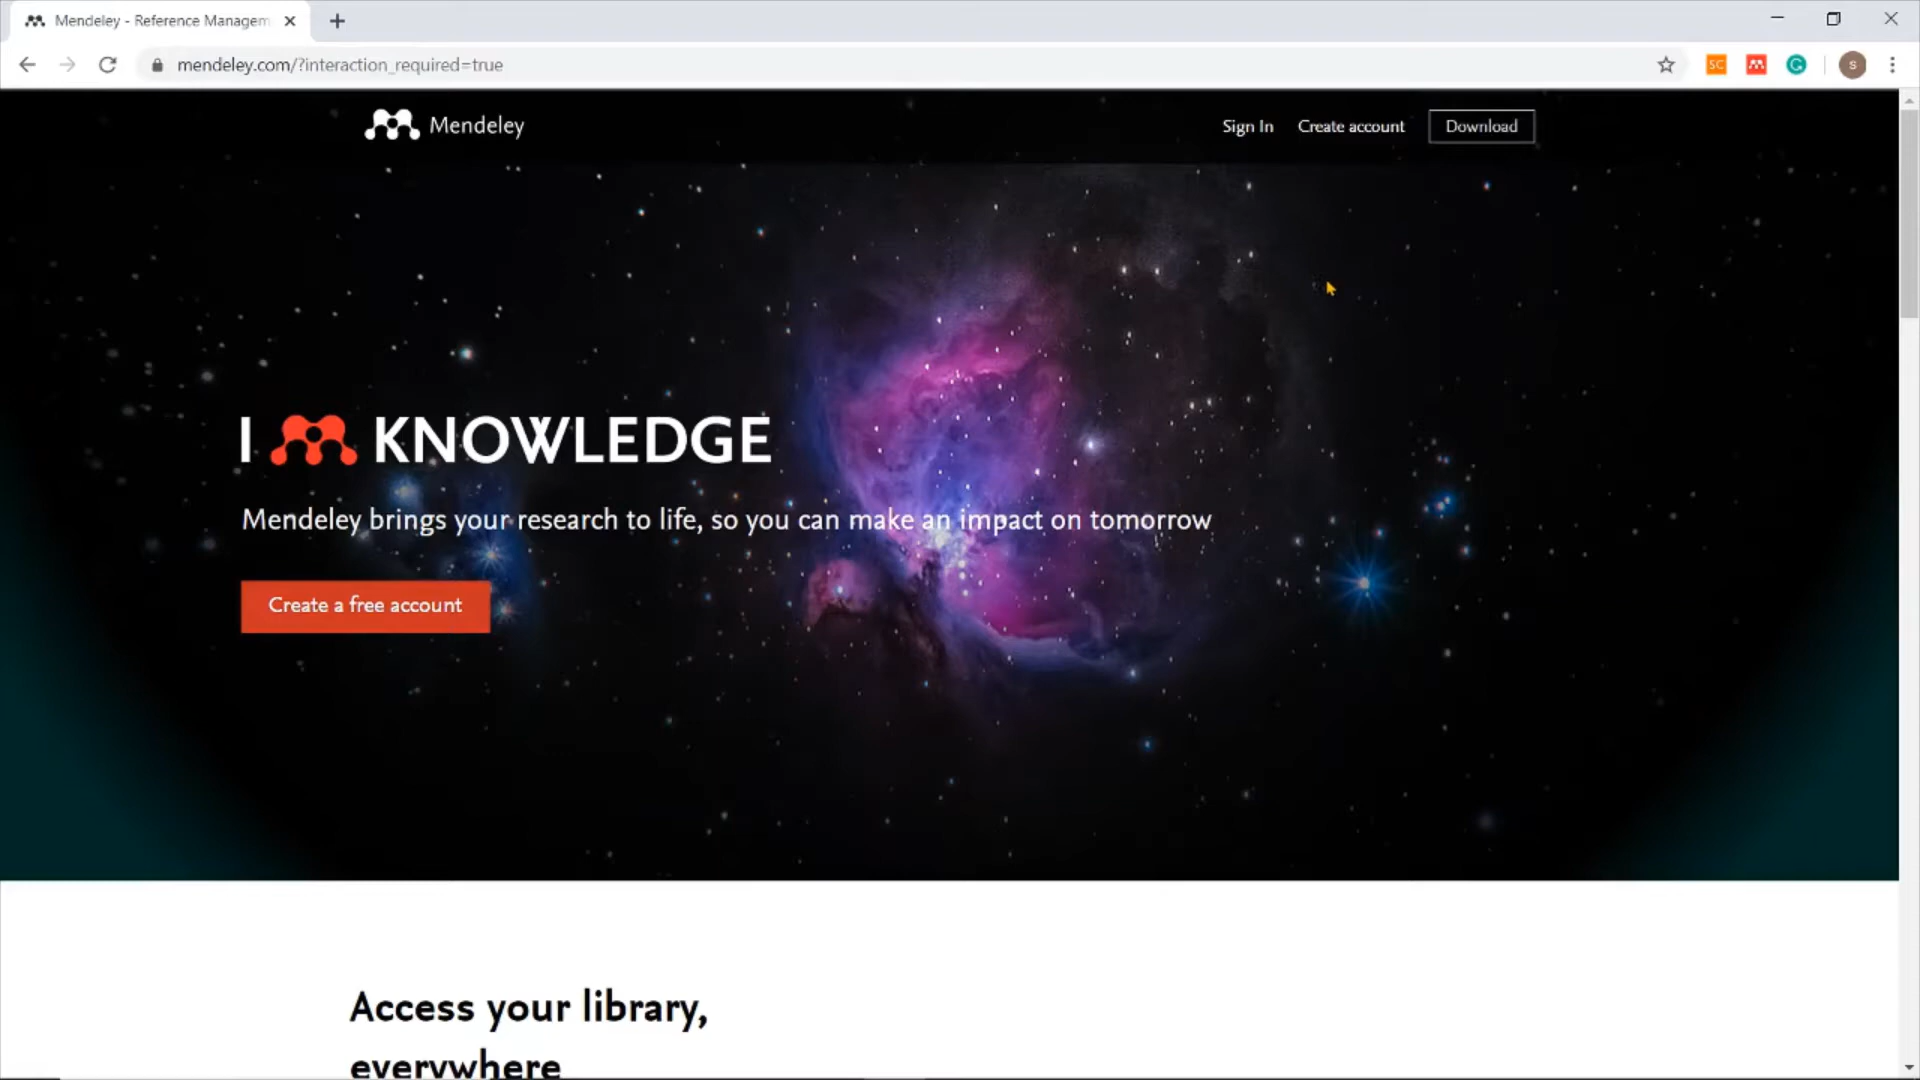 Mendeley - Reference Managem
mendeley.com/?interaction_required=true
SC
s
Mendeley
Sign In
Create account
Download
I KNOWLEDGE
Mendeley brings your research to life, so you can make an impact on tomorrow
Create a free account
Access your library,
everywhere